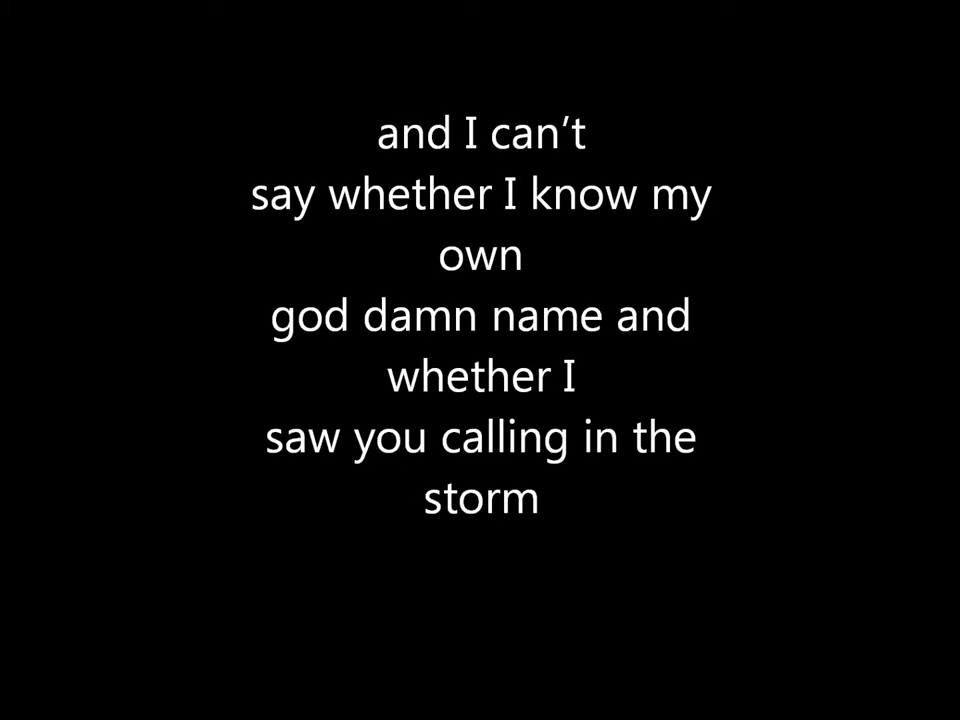 and I can’t
say whether I know my
own
god damn name and
whether I
saw you calling in the
storm